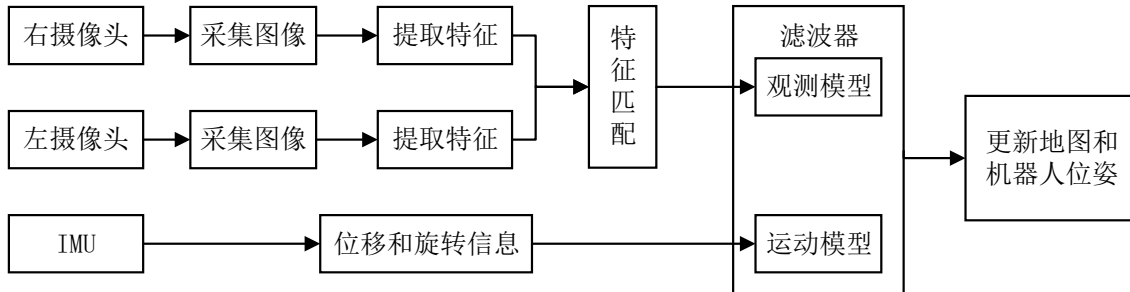 右摄像头
采集图像
提取特征
左摄像头
采集图像
提取特征
特
征
匹
配
滤波器
观测模型
IMU
位移和旋转信息
运动模型
更新地图和
机器人位姿